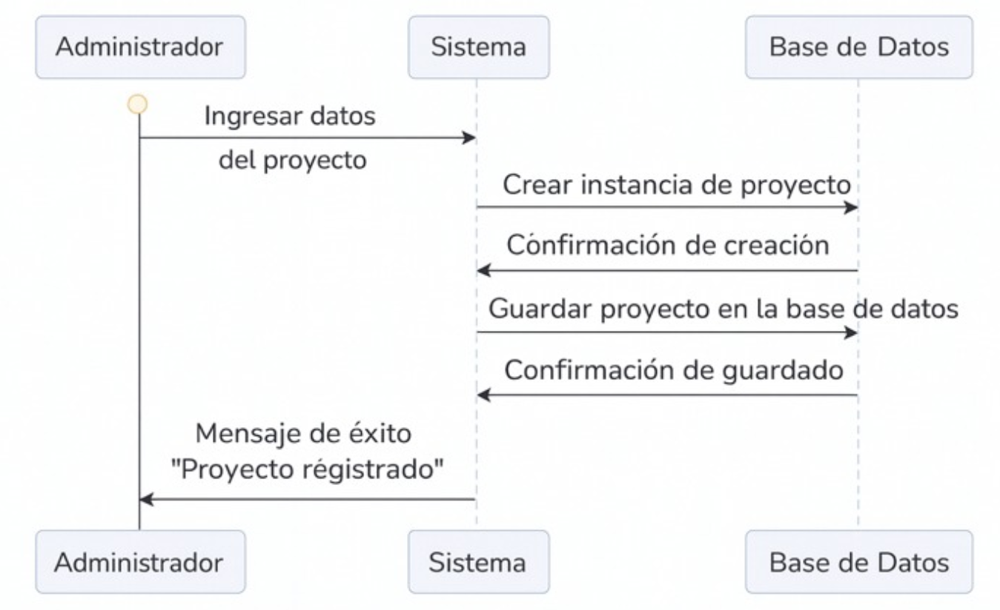 Administrador
Sistema
Base de Datos
Ingresar datos
del proyecto
Crear instancia de proyecto
Cónfirmación de creación
Guardar proyecto en la base de datos
Confirmación de guardado
Mensaje de éxito
"Proyecto régistrado"
Administrador
Sistema
Base de Datos